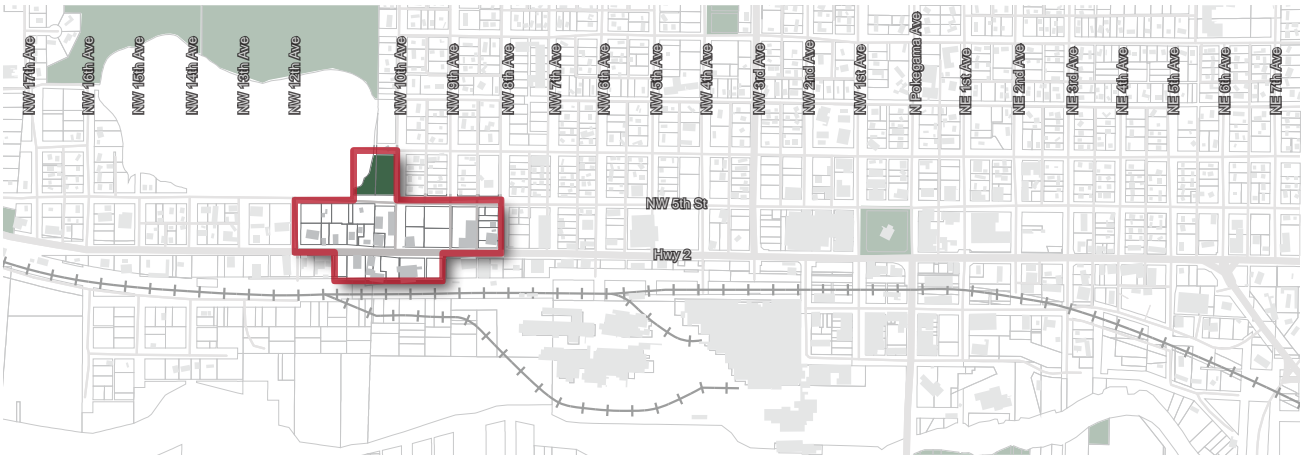 NW 17th Ave
NW 16th Ave
NW 15th Ave
NW 14th Ave
NW 13th Ave
NW 12th Ave
NW 10th Ave
NW 9th Ave
NW 8th Ave
NW 7th Ave
NW 6th Ave
NW 5th Ave
NW 4th Ave
NW 3rd Ave
NW 2nd Ave
NW 1st Ave
N Pokegama Ave
NE 1st Ave
NE 2nd Ave
NE 3rd Ave
NE 4th Ave
NE 5th Ave
NE 6th Ave
NE 7th Ave
NW 5th St
Hwy 2